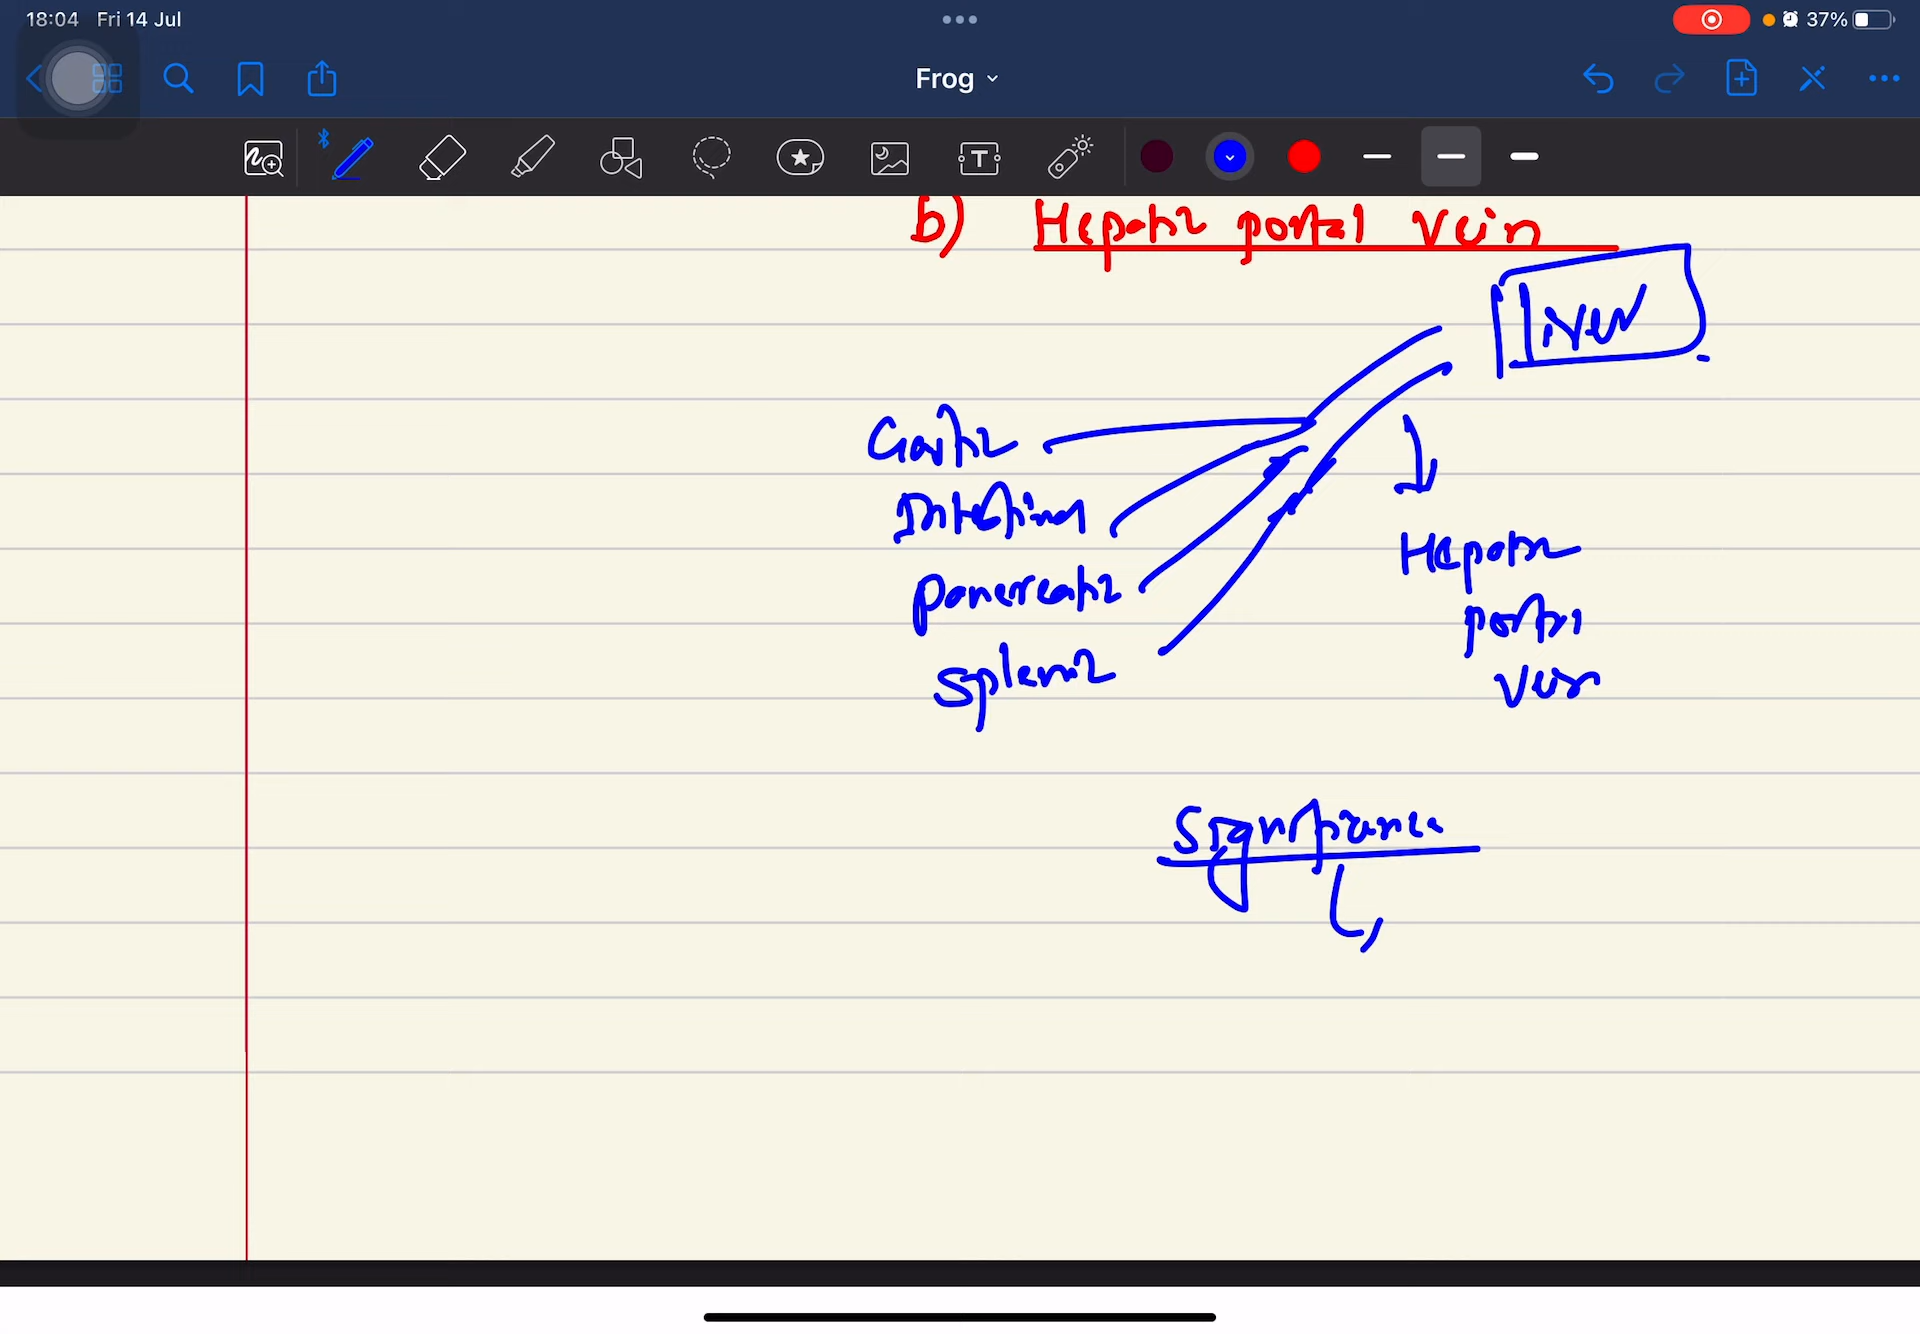 18:04 Fri 14 Jul
37%
Frog
T
b) Hepatic portal vein
liver
Gastric
Intestinal
pancreatic
splenic
Hepatic
portal
vein
Significance